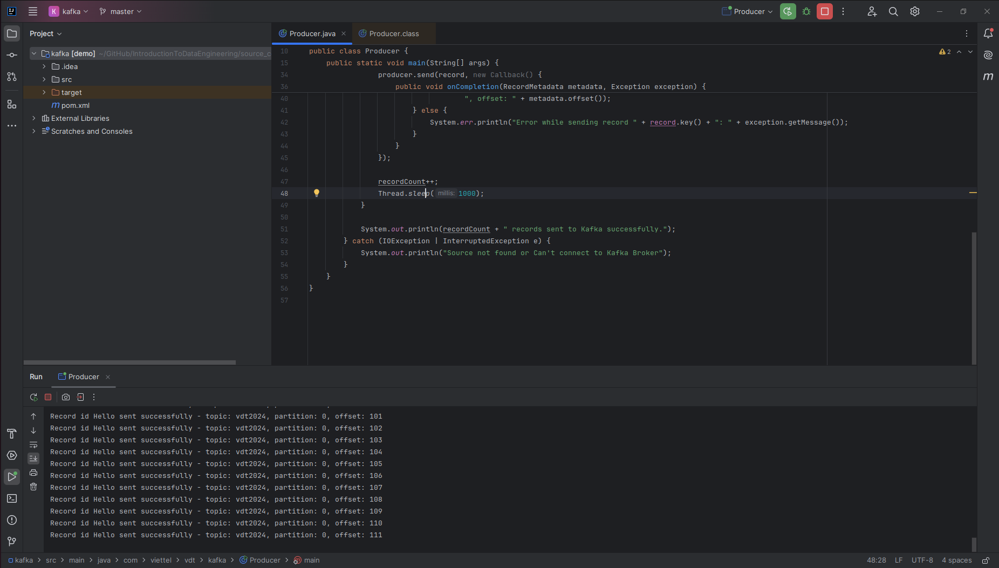 IJ
K kafka
master
Producer
Project
Producer.java
Producer.class
kafka [demo] ~/GitHub/IntroductionToDataEngineering/source_c
.idea
src
target
m pom.xml
External Libraries
Scratches and Consoles
2
m
10 public class Producer {
15 public static void main(String[] args) {
34 producer.send(record, new Callback() {
36 public void onCompletion(RecordMetadata metadata, Exception exception) {
40 ", offset: " + metadata.offset());
41 } else {
42 System.err.println("Error while sending record " + record.key() + ": " + exception.getMessage());
43 }
44 }
45 });
46
47 recordCount++;
48 Thread.sleep( millis: 1000);
49 }
50
51 System.out.println(recordCount + " records sent to Kafka successfully.");
52 } catch (IOException | InterruptedException e) {
53 System.out.println("Source not found or Can't connect to Kafka Broker");
54 }
55 }
56 }
57
Run
Producer
Record id Hello sent successfully - topic: vdt2024, partition: 0, offset: 101
Record id Hello sent successfully - topic: vdt2024, partition: 0, offset: 102
Record id Hello sent successfully - topic: vdt2024, partition: 0, offset: 103
Record id Hello sent successfully - topic: vdt2024, partition: 0, offset: 104
Record id Hello sent successfully - topic: vdt2024, partition: 0, offset: 105
Record id Hello sent successfully - topic: vdt2024, partition: 0, offset: 106
Record id Hello sent successfully - topic: vdt2024, partition: 0, offset: 107
Record id Hello sent successfully - topic: vdt2024, partition: 0, offset: 108
Record id Hello sent successfully - topic: vdt2024, partition: 0, offset: 109
Record id Hello sent successfully - topic: vdt2024, partition: 0, offset: 110
Record id Hello sent successfully - topic: vdt2024, partition: 0, offset: 111
kafka > src > main > java > com > viettel > vdt > kafka > Producer > main
48:28 LF UTF-8 4 spaces